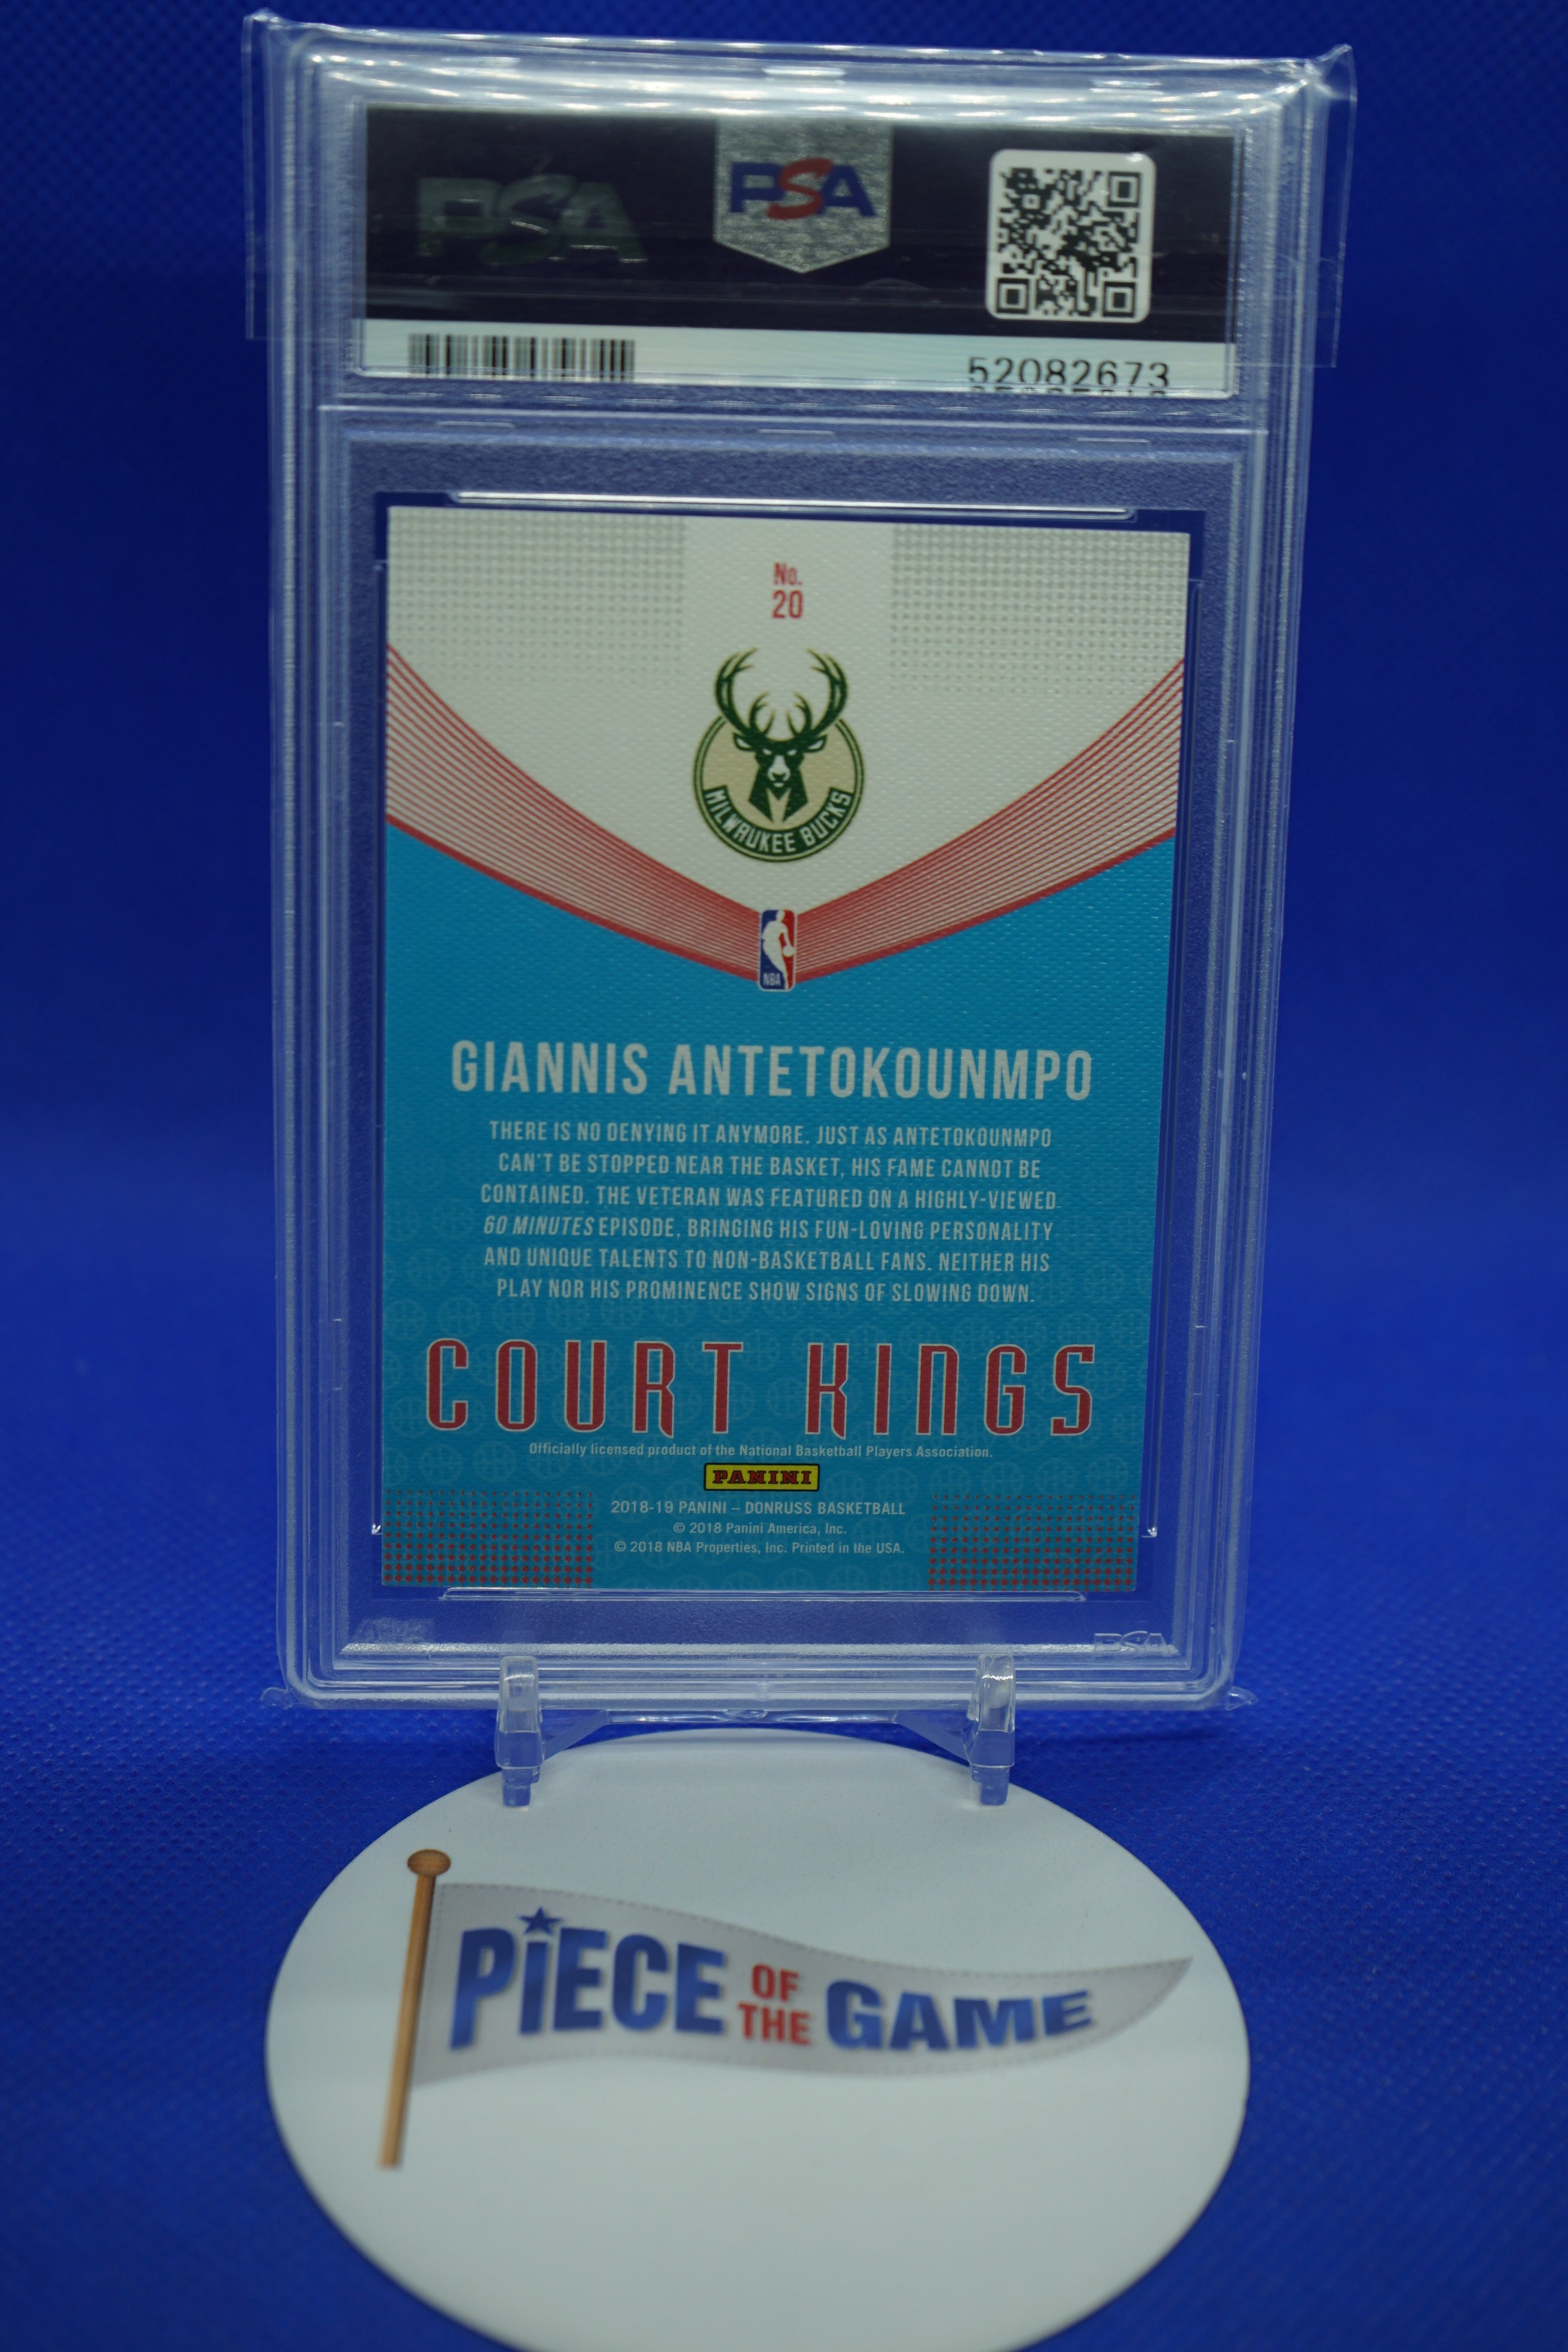 PSA
PSA
52082673
No.
20
MILWAUKEE BUCKS
NBA
GIANNIS ANTETOKOUNMPO
THERE IS NO DENYING IT ANYMORE. JUST AS ANTETOKOUNMPO
CAN'T BE STOPPED NEAR THE BASKET, HIS FAME CANNOT BE
CONTAINED. THE VETERAN WAS FEATURED ON A HIGHLY-VIEWED
60 MINUTES EPISODE, BRINGING HIS FUN-LOVING PERSONALITY
AND UNIQUE TALENTS TO NON-BASKETBALL FANS. NEITHER HIS
PLAY NOR HIS PROMINENCE SHOW SIGNS OF SLOWING DOWN.
COURT KINGS
Officially licensed product of the National Basketball Players Association.
PANINI
2018-19 PANINI – DONRUSS BASKETBALL
© 2018 Panini America, Inc.
© 2018 NBA Properties, Inc. Printed in the USA.
PSA
PIECE OF THE GAME